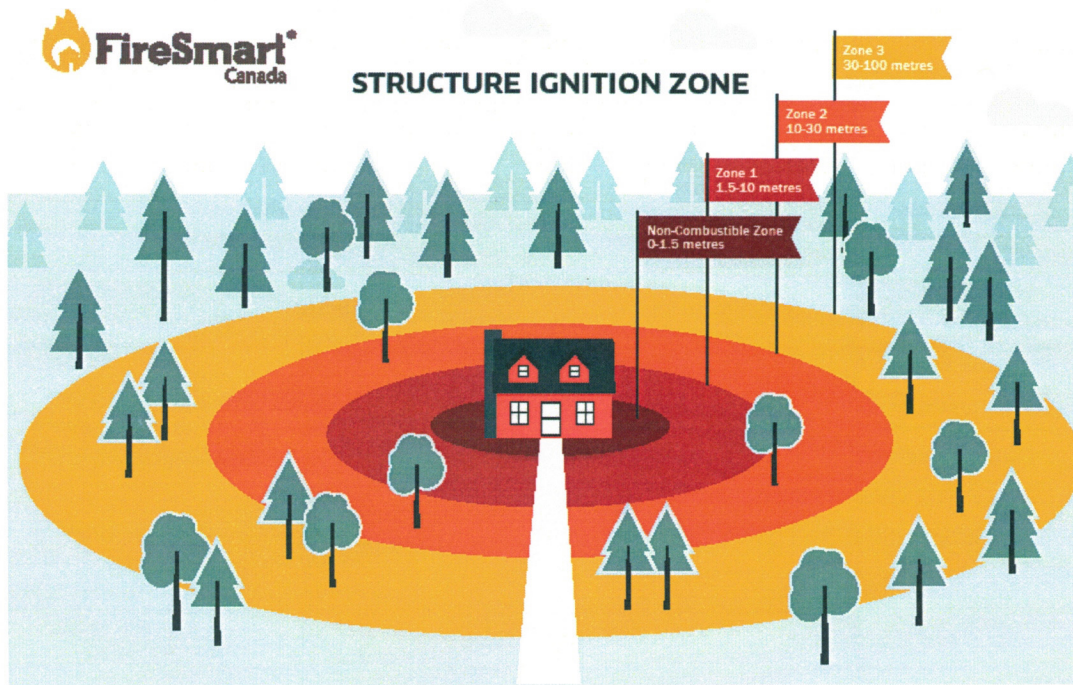 FireSmart®
Canada
STRUCTURE IGNITION ZONE
Zone 3
30-100 metres
Zone 2
10-30 metres
Zone 1
1.5-10 metres
Non-Combustible Zone
0-1.5 metres